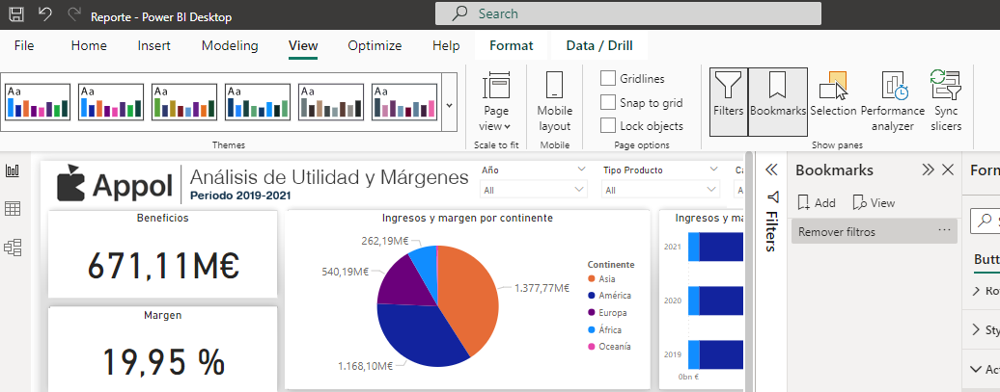 Reporte - Power BI Desktop
Search
File Home Insert Modeling View Optimize Help Format Data / Drill
Aa Aa Aa Aa Aa Aa
Page view
Mobile layout
Gridlines
Snap to grid
Lock objects
Filters
Bookmarks
Selection
Performance analyzer
Sync slicers
Themes
Scale to fit
Mobile
Page options
Show panes
Appol
Análisis de Utilidad y Márgenes
Periodo 2019-2021
Año
All
Tipo Producto
All
Ca
A
Beneficios
671,11M€
Margen
19,95 %
Ingresos y margen por continente
262,19M€
540,19M€
1.377,77M€
1.168,10M€
Continente
Asia
América
Europa
África
Oceanía
Ingresos y ma
2021
2020
2019
0bn €
Filters
Bookmarks
Add
View
Remover filtros
Form
S
Butt
Ro
Sty
Ac